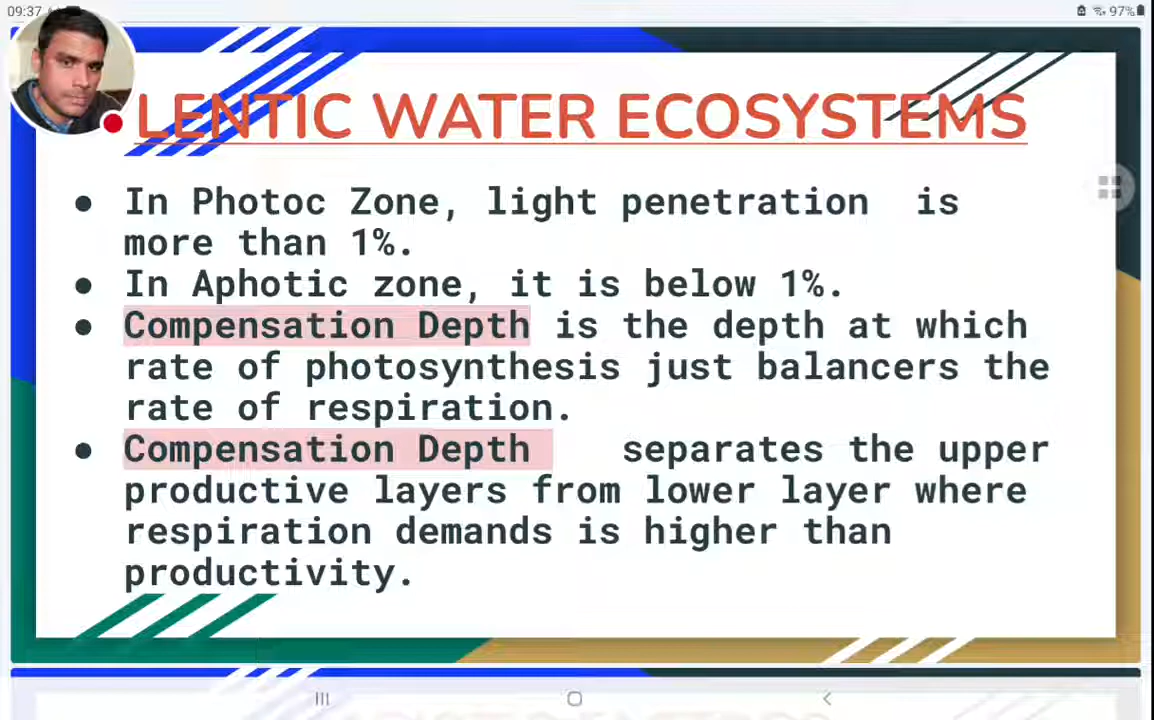 09:37
97%
LENTIC WATER ECOSYSTEMS
● In Photoc Zone, light penetration is
more than 1%.
● In Aphotic zone, it is below 1%.
● Compensation Depth is the depth at which
rate of photosynthesis just balancers the
rate of respiration.
● Compensation Depth separates the upper
productive layers from lower layer where
respiration demands is higher than
productivity.